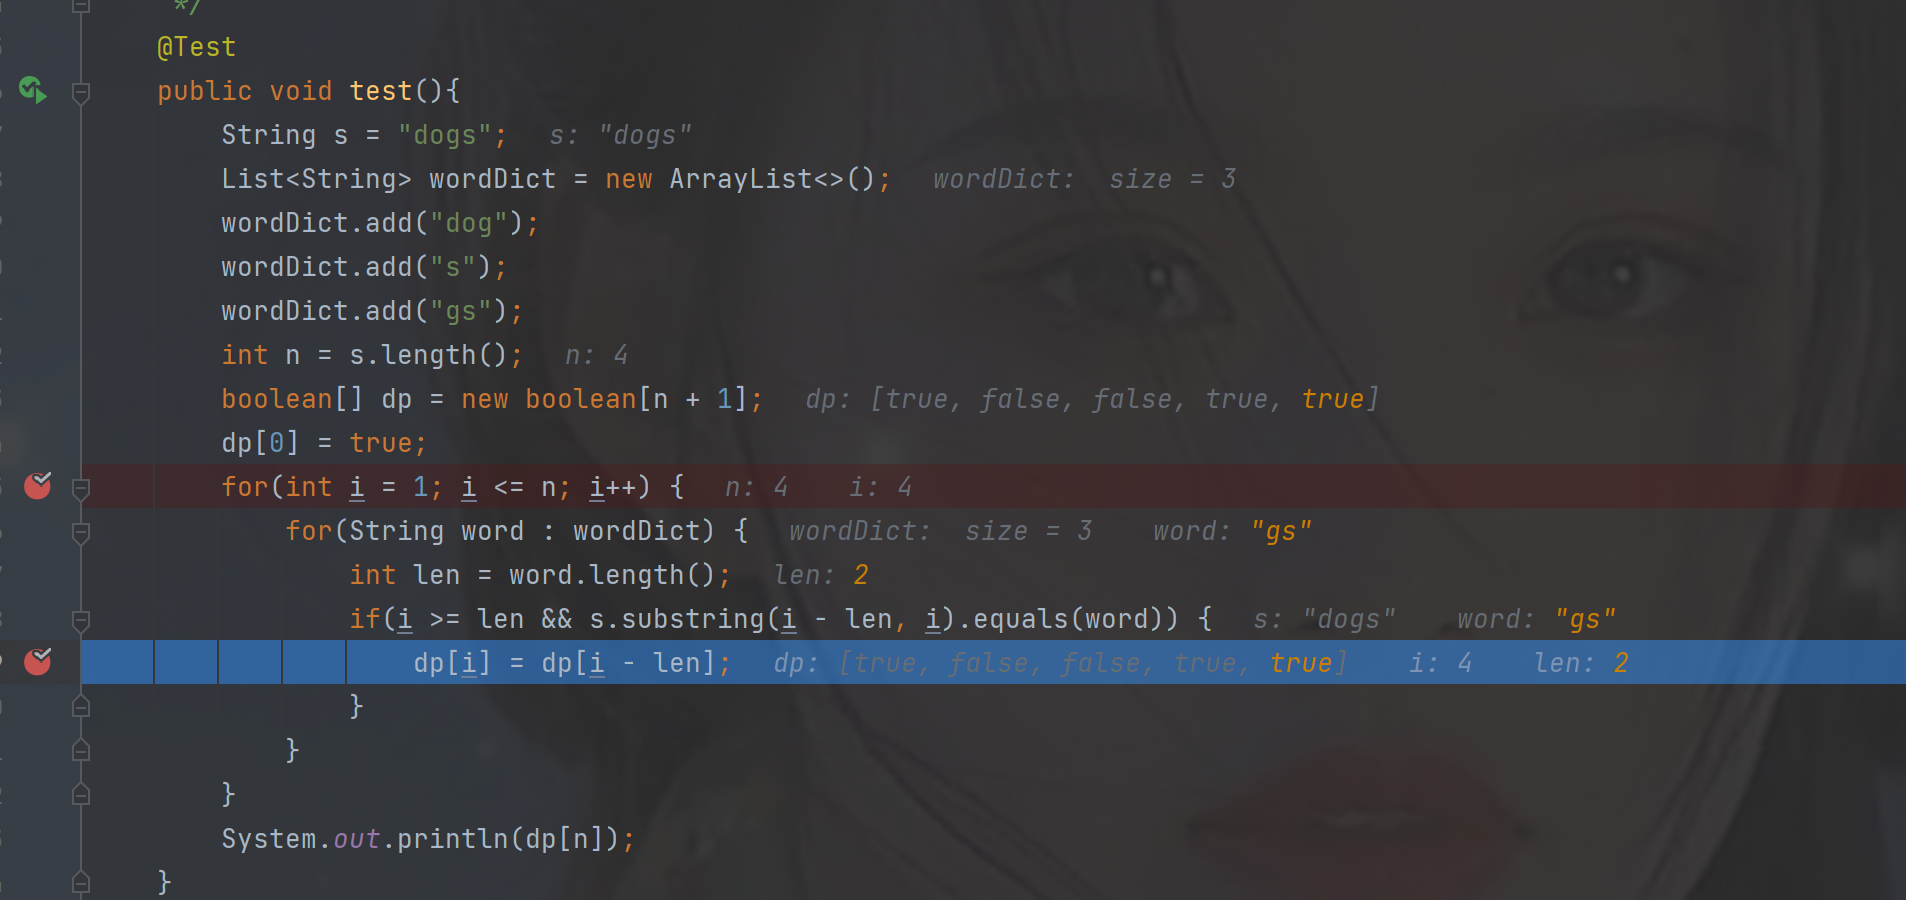 */
@Test
public void test(){
String s = "dogs"; s: "dogs"
List<String> wordDict = new ArrayList<>(); wordDict: size = 3
wordDict.add("dog");
wordDict.add("s");
wordDict.add("gs");
int n = s.length(); n: 4
boolean[] dp = new boolean[n + 1]; dp: [true, false, false, true, true]
dp[0] = true;
for(int i = 1; i <= n; i++) { n: 4 i: 4
for(String word : wordDict) { wordDict: size = 3 word: "gs"
int len = word.length(); len: 2
if(i >= len && s.substring(i - len, i).equals(word)) { s: "dogs" word: "gs"
dp[i] = dp[i - len]; dp: [true, false, false, true, true] i: 4 len: 2
}
}
}
System.out.println(dp[n]);
}